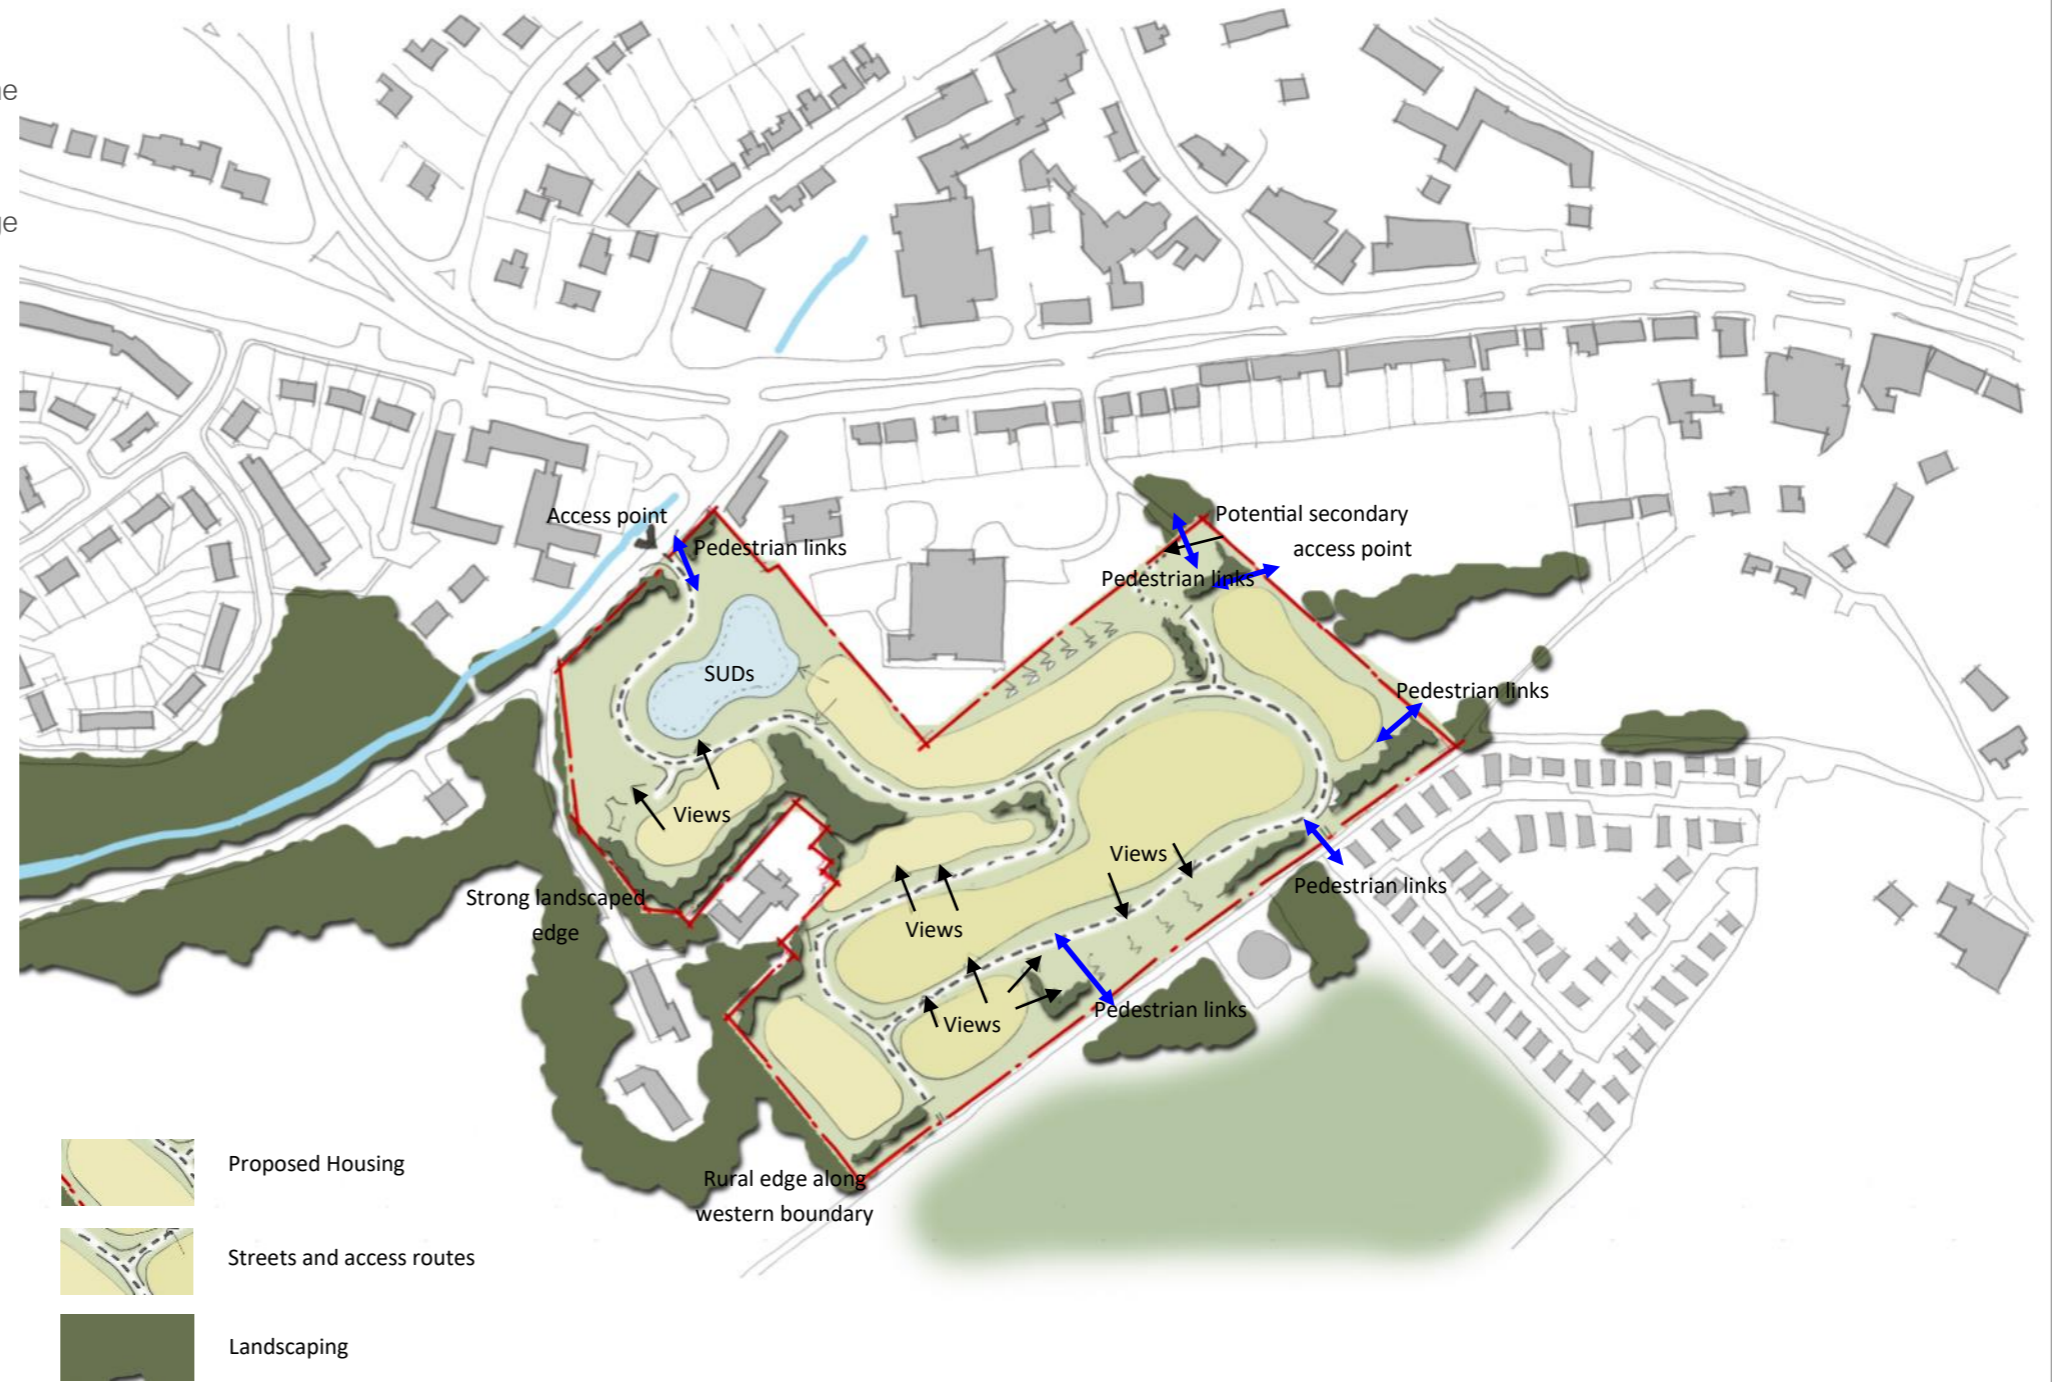 Access point
Pedestrian links
Potential secondary
access point
Pedestrian links
SUDs
Pedestrian links
Views
Views
Pedestrian links
Strong landscaped
edge
Views
Pedestrian links
Views
Rural edge along
western boundary
Proposed Housing
Streets and access routes
Landscaping